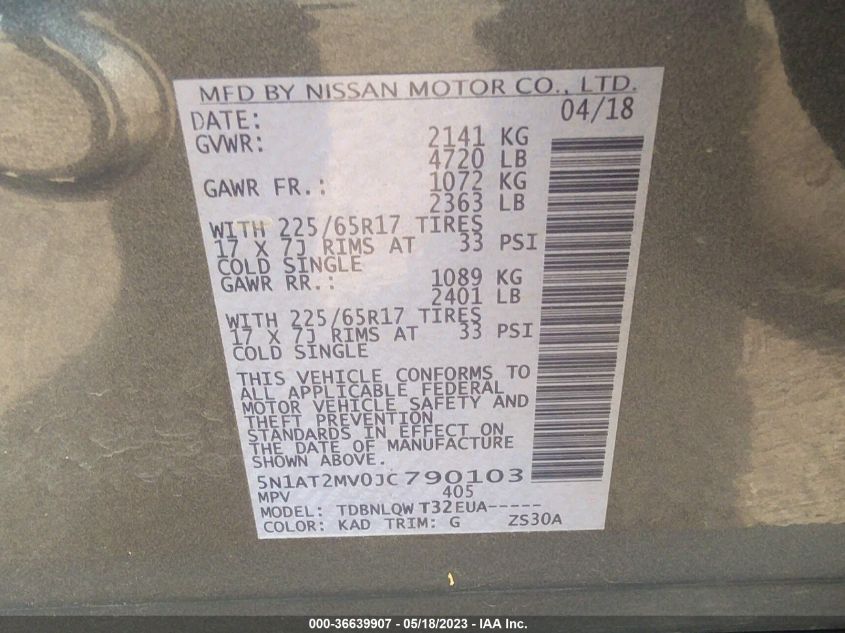 MFD BY NISSAN MOTOR CO., LTD.
DATE: 04/18
GVWR: 2141 KG
4720 LB
GAWR FR.: 1072 KG
2363 LB
WITH 225/65R17 TIRES
17 X 7J RIMS AT 33 PSI
COLD SINGLE
GAWR RR.: 1089 KG
2401 LB
WITH 225/65R17 TIRES
17 X 7J RIMS AT 33 PSI
COLD SINGLE
THIS VEHICLE CONFORMS TO
ALL APPLICABLE FEDERAL
MOTOR VEHICLE SAFETY AND
THEFT PREVENTION
STANDARDS IN EFFECT ON
THE DATE OF MANUFACTURE
SHOWN ABOVE.
5N1AT2MV0JC790103
MPV 405
MODEL: TDBNLQW T32EUA-----
COLOR: KAD TRIM: G ZS30A
000-36639907 - 05/18/2023 - IAA Inc.